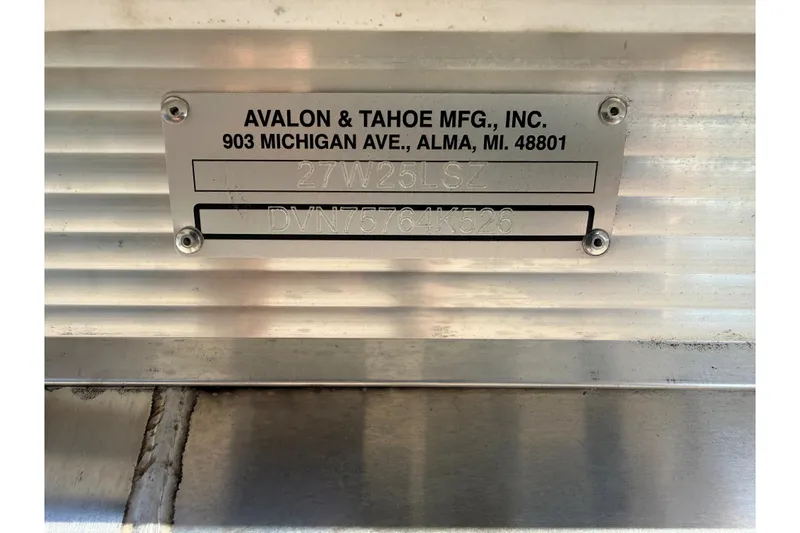 AVALON & TAHOE MFG., INC.
903 MICHIGAN AVE., ALMA, MI. 48801
27W25LSZ
DVN75764K526